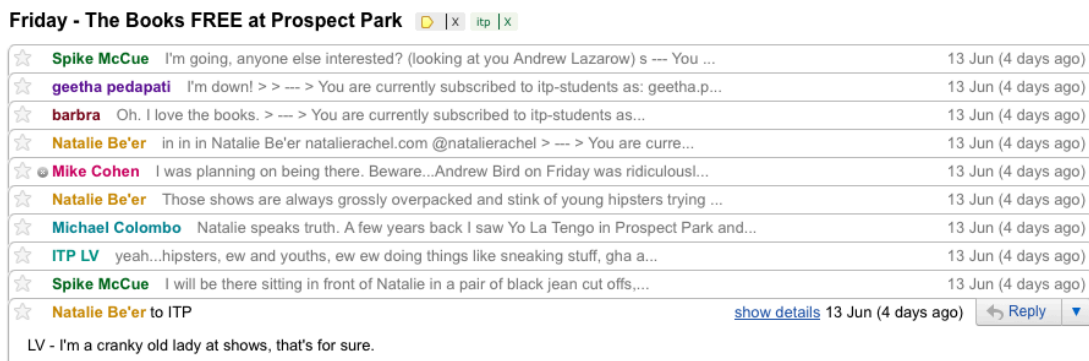 Friday - The Books FREE at Prospect Park | X itp | X
Spike McCue I'm going, anyone else interested? (looking at you Andrew Lazarow) s --- You ... 13 Jun (4 days ago)
geetha pedapati I'm down! > > --- > You are currently subscribed to itp-students as: geetha.p... 13 Jun (4 days ago)
barbra Oh. I love the books. > --- > You are currently subscribed to itp-students as... 13 Jun (4 days ago)
Natalie Be'er in in in Natalie Be'er natalierachel.com @natalierachel > --- > You are curre... 13 Jun (4 days ago)
Mike Cohen I was planning on being there. Beware...Andrew Bird on Friday was ridiculousl... 13 Jun (4 days ago)
Natalie Be'er Those shows are always grossly overpacked and stink of young hipsters trying ... 13 Jun (4 days ago)
Michael Colombo Natalie speaks truth. A few years back I saw Yo La Tengo in Prospect Park and... 13 Jun (4 days ago)
ITP LV yeah...hipsters, ew and youths, ew ew doing things like sneaking stuff, gha a... 13 Jun (4 days ago)
Spike McCue I will be there sitting in front of Natalie in a pair of black jean cut offs,... 13 Jun (4 days ago)
Natalie Be'er to ITP show details 13 Jun (4 days ago) Reply
LV - I'm a cranky old lady at shows, that's for sure.